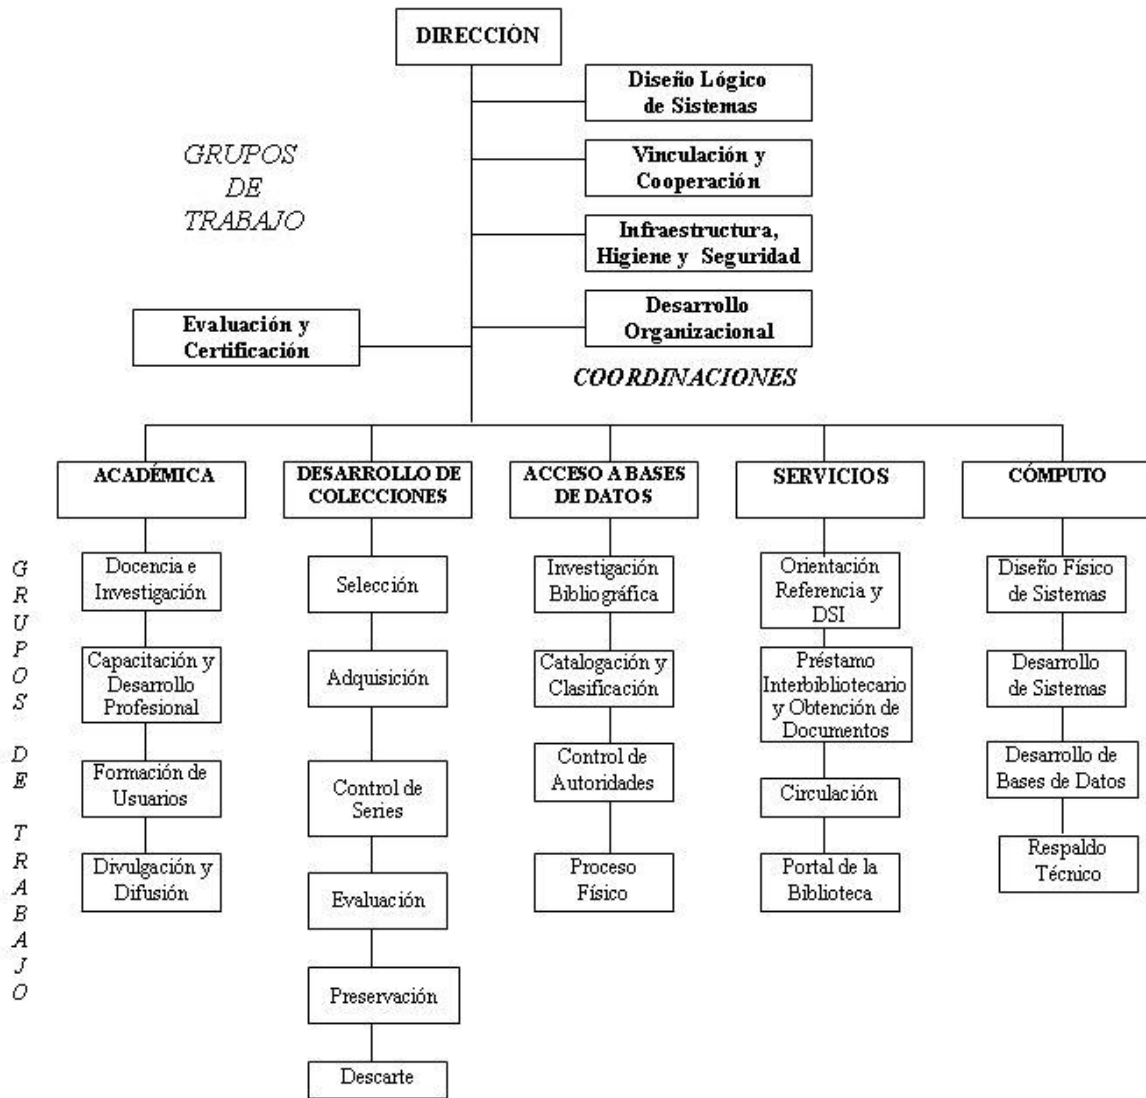 DIRECCIÓN
Diseño Lógico
de Sistemas
GRUPOS
DE
TRABAJO
Vinculación y
Cooperación
Infraestructura,
Higiene y Seguridad
Evaluación y
Certificación
Desarrollo
Organizacional
COORDINACIONES
ACADÉMICA
DESARROLLO DE
COLECCIONES
ACCESO A BASES
DE DATOS
SERVICIOS
CÓMPUTO
GRUPOS DE TRABAJO
Docencia e
Investigación
Capacitación y
Desarrollo
Profesional
Formación de
Usuarios
Divulgación y
Difusión
Selección
Adquisición
Control de
Series
Evaluación
Preservación
Descarte
Investigación
Bibliográfica
Catalogación y
Clasificación
Control de
Autoridades
Proceso
Físico
Orientación
Referencia y
DSI
Préstamo
Interbibliotecario
y Obtención de
Documentos
Circulación
Portal de la
Biblioteca
Diseño Físico
de Sistemas
Desarrollo
de Sistemas
Desarrollo de
Bases de Datos
Respaldo
Técnico